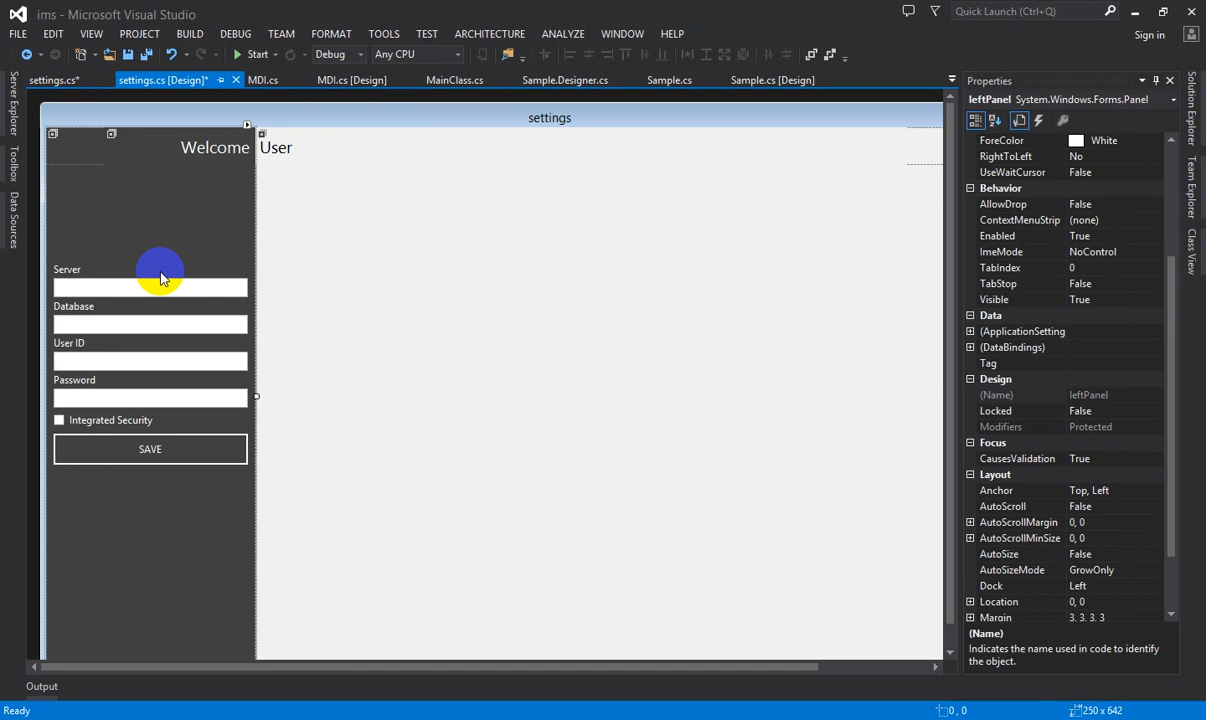 ims - Microsoft Visual Studio
Quick Launch (Ctrl+Q)
FILE EDIT VIEW PROJECT BUILD DEBUG TEAM FORMAT TOOLS TEST ARCHITECTURE ANALYZE WINDOW HELP
Sign in
Start Debug Any CPU
settings.cs* settings.cs [Design]* MDI.cs MDI.cs [Design] MainClass.cs Sample.Designer.cs Sample.cs Sample.cs [Design]
Server Explorer
Toolbox
Data Sources
settings
Welcome User
Server
Database
User ID
Password
Integrated Security
SAVE
Output
Properties
leftPanel System.Windows.Forms.Panel
ForeColor White
RightToLeft No
UseWaitCursor False
Behavior
AllowDrop False
ContextMenuStrip (none)
Enabled True
ImeMode NoControl
TabIndex 0
TabStop False
Visible True
Data
(ApplicationSetting
(DataBindings)
Tag
Design
(Name) leftPanel
Locked False
Modifiers Protected
Focus
CausesValidation True
Layout
Anchor Top, Left
AutoScroll False
AutoScrollMargin 0, 0
AutoScrollMinSize 0, 0
AutoSize False
AutoSizeMode GrowOnly
Dock Left
Location 0, 0
Margin 3, 3, 3, 3
(Name)
Indicates the name used in code to identify
the object.
Solution Explorer
Team Explorer
Class View
Ready 0 , 0 250 x 642